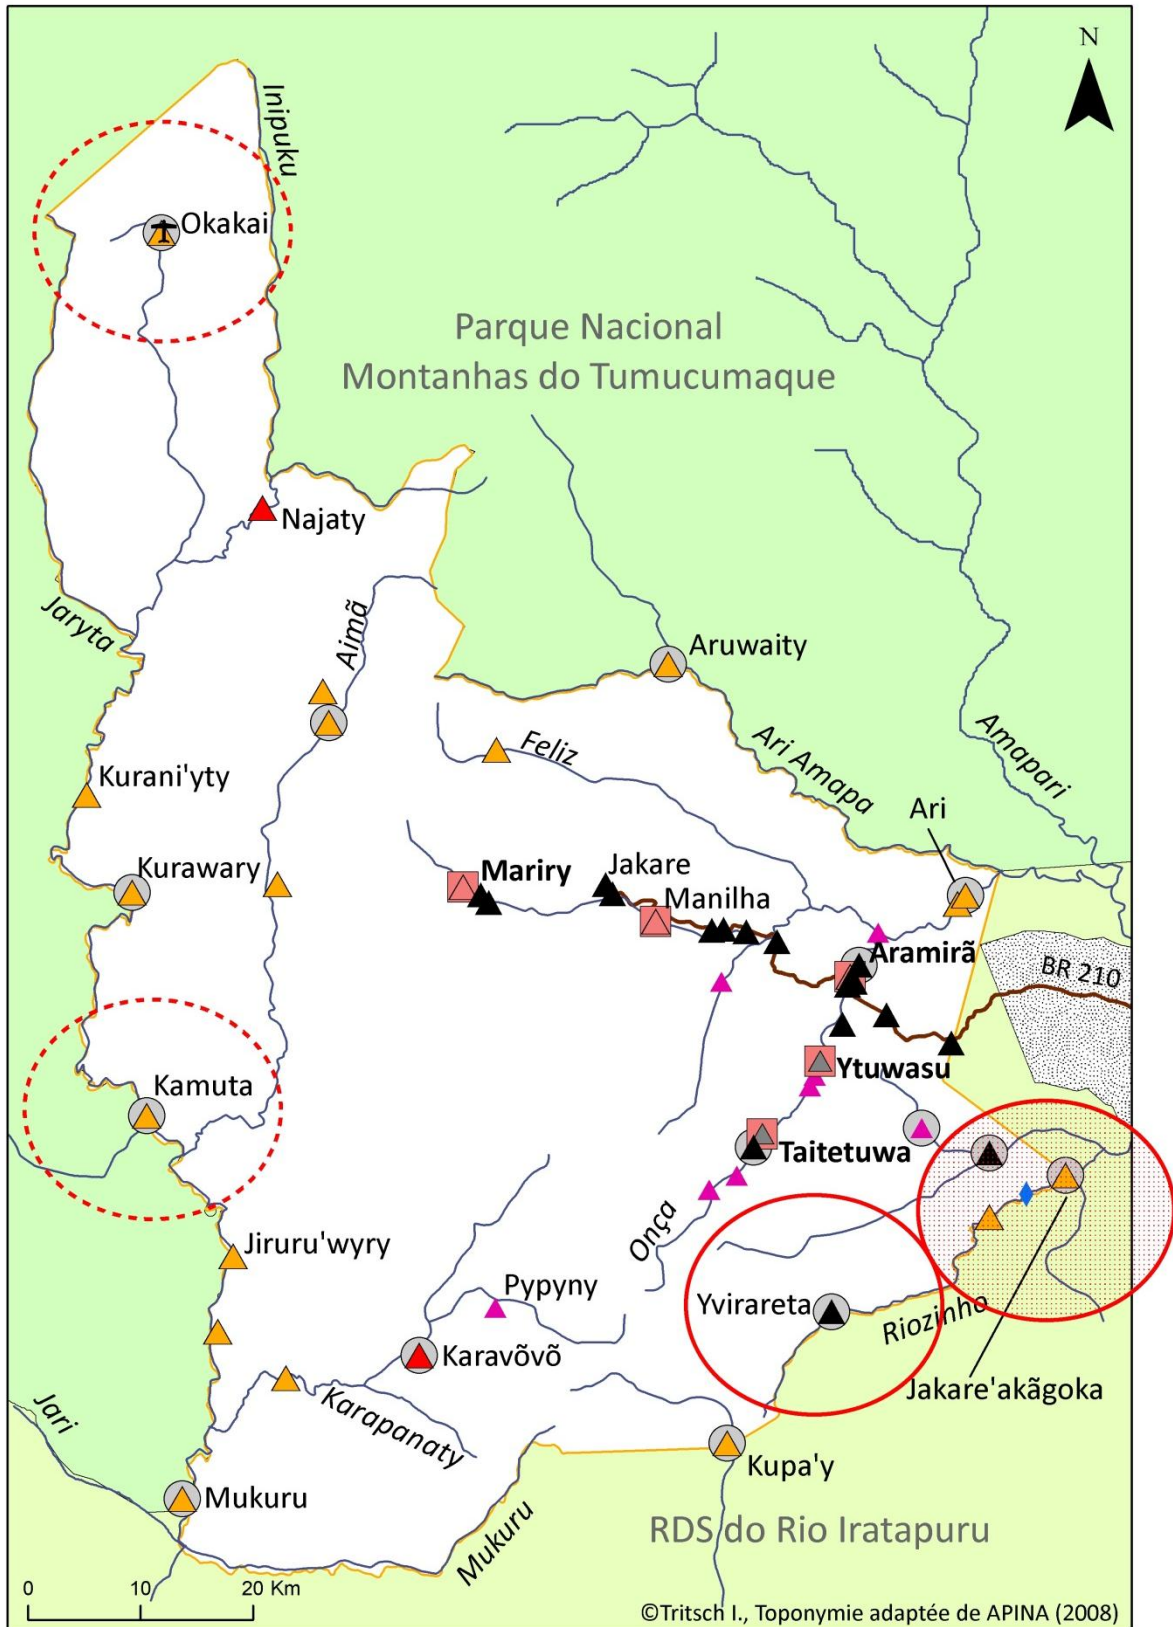 N
Inipuku
Okakai
Parque Nacional
Montanhas do Tumucumaque
Najaty
Jaryta
Aimã
Aruwaity
Feliz
Ari Amapa
Amapari
Kurani'yty
Ari
Kurawary
Mariry
Jakare
Manilha
Aramirã
BR 210
Kamuta
Ytuwasu
Taitetuwa
Onça
Jiruru'wyry
Pypyny
Yvirareta
Riozinho
Karavõvõ
Jakare'akãgoka
Karapanaty
Jari
Kupa'y
Mukuru
Mukuru
RDS do Rio Iratapuru
0 10 20 Km
©Tritsch I., Toponymie adaptée de APINA (2008)